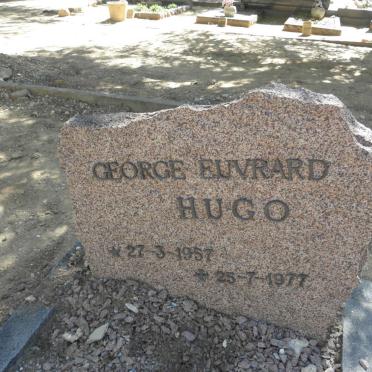 GEORGE EUVRARD
HUGO
* 27-3-1957
* 25-7-1977